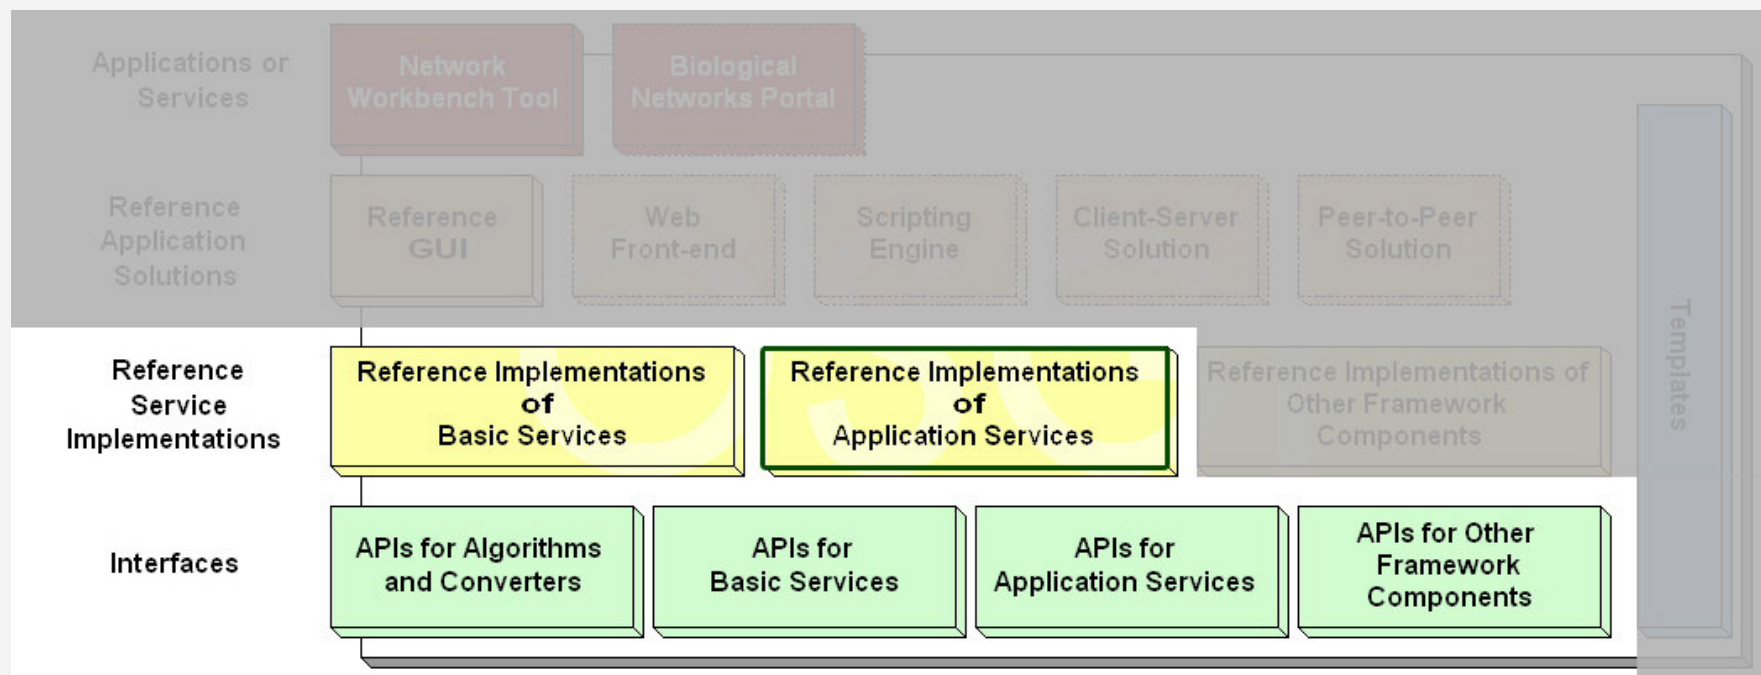 Applications or
Services
Network
Workbench Tool
Biological
Networks Portal
Reference
Application
Solutions
Reference
GUI
Web
Front-end
Scripting
Engine
Client-Server
Solution
Peer-to-Peer
Solution
Templates
Reference
Service
Implementations
Reference Implementations
of
Basic Services
Reference Implementations
of
Application Services
Reference Implementations of
Other Framework
Components
Interfaces
APIs for Algorithms
and Converters
APIs for
Basic Services
APIs for
Application Services
APIs for Other
Framework
Components